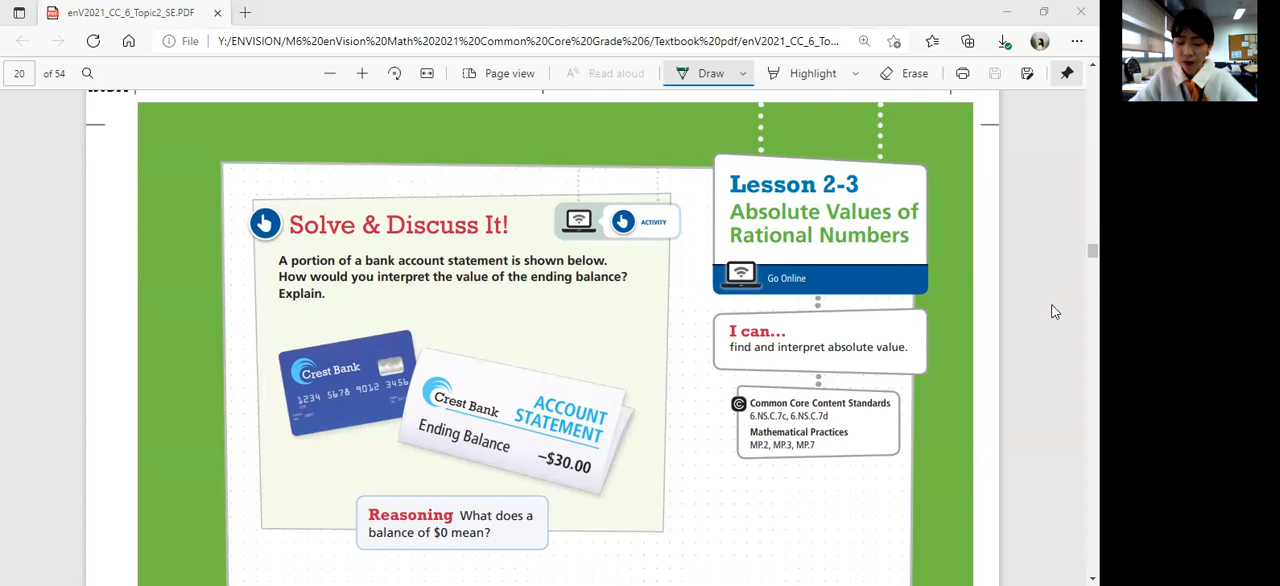 enV2021_CC_6_Topic2_SE.PDF
File
Y:/ENVISION/M6%20enVision%20Math%202021%20Common%20Core%20Grade%206/Textbook%20pdf/enV2021_CC_6_To...
20 of 54
Page view
Read aloud
Draw
Highlight
Erase
Solve & Discuss It!
ACTIVITY
A portion of a bank account statement is shown below.
How would you interpret the value of the ending balance?
Explain.
Crest Bank
1234 5678 9012 3456
Crest Bank
ACCOUNT
STATEMENT
Ending Balance
–$30.00
Reasoning What does a
balance of $0 mean?
Lesson 2-3
Absolute Values of
Rational Numbers
Go Online
I can...
find and interpret absolute value.
Common Core Content Standards
6.NS.C.7c, 6.NS.C.7d
Mathematical Practices
MP.2, MP.3, MP.7